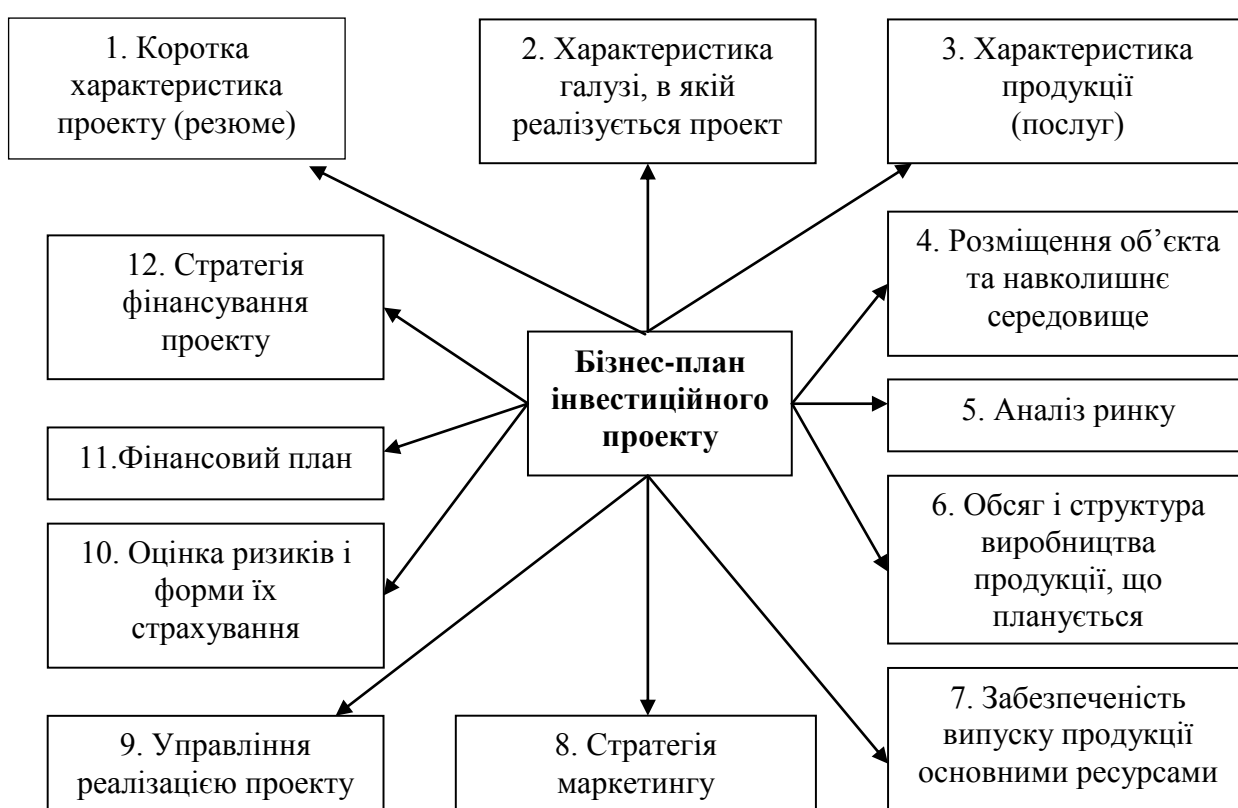 1. Коротка
характеристика
проекту (резюме)
2. Характеристика
галузі, в якій
реалізується проект
3. Характеристика
продукції
(послуг)
4. Розміщення об’єкта
та навколишнє
середовище
12. Стратегія
фінансування
проекту
Бізнес-план
інвестиційного
проекту
5. Аналіз ринку
11.Фінансовий план
6. Обсяг і структура
виробництва
продукції, що
планується
10. Оцінка ризиків і
форми їх
страхування
7. Забезпеченість
випуску продукції
основними ресурсами
9. Управління
реалізацією проекту
8. Стратегія
маркетингу